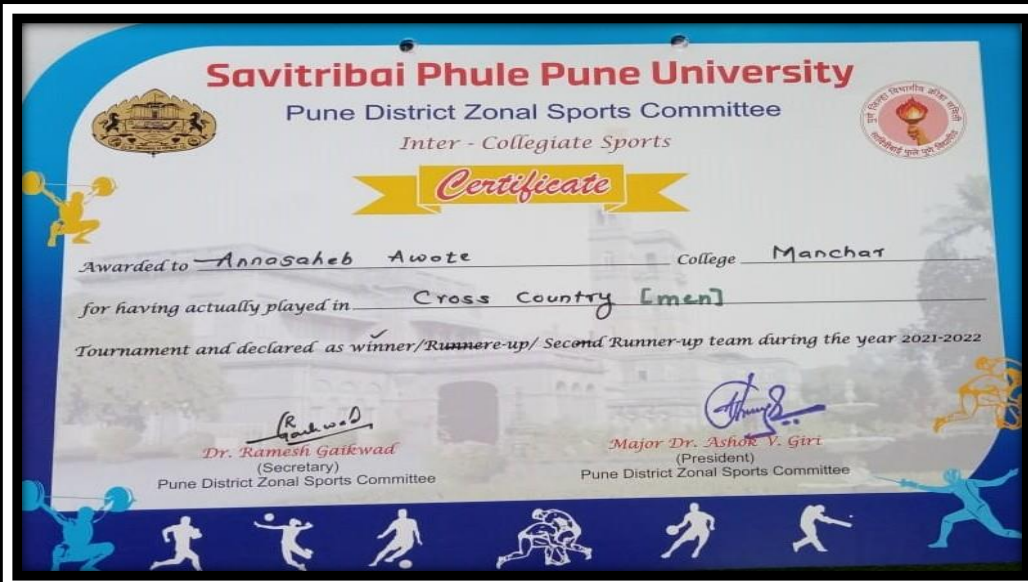 Savitribai Phule Pune University
Pune District Zonal Sports Committee
Inter - Collegiate Sports
Certificate
Awarded to Annasaheb Awote College Manchar
for having actually played in Cross Country [men]
Tournament and declared as winner/Runnere-up/ Second Runner-up team during the year 2021-2022
Dr. Ramesh Gaikwad
(Secretary)
Pune District Zonal Sports Committee
Major Dr. Ashok V. Giri
(President)
Pune District Zonal Sports Committee